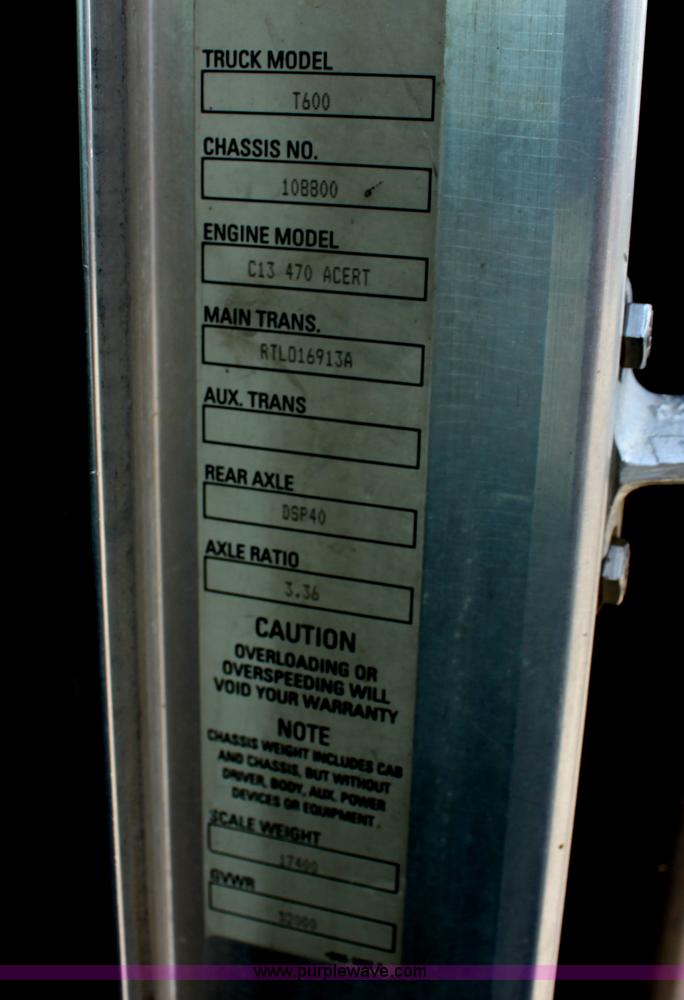 TRUCK MODEL
T600
CHASSIS NO.
108800
ENGINE MODEL
C13 470 ACERT
MAIN TRANS.
RTLO16913A
AUX. TRANS
REAR AXLE
DSP40
AXLE RATIO
3.36
CAUTION
OVERLOADING OR
OVERSPEEDING WILL
VOID YOUR WARRANTY
NOTE
CHASSIS WEIGHT INCLUDES CAB
AND CHASSIS, BUT WITHOUT
DRIVER, BODY, AUX. POWER
DEVICES OR EQUIPMENT.
SCALE WEIGHT
17400
GVWR
www.purplewave.com